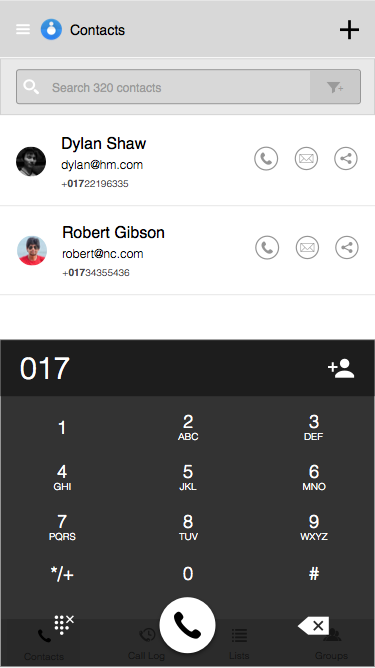 Contacts
Search 320 contacts
Dylan Shaw
dylan@hm.com
+01722196335
Robert Gibson
robert@nc.com
+01734355436
017
1 2 3
ABC DEF
4 5 6
GHI JKL MNO
7 8 9
PQRS TUV WXYZ
*/+ 0 #
Contacts Call Log Lists Groups